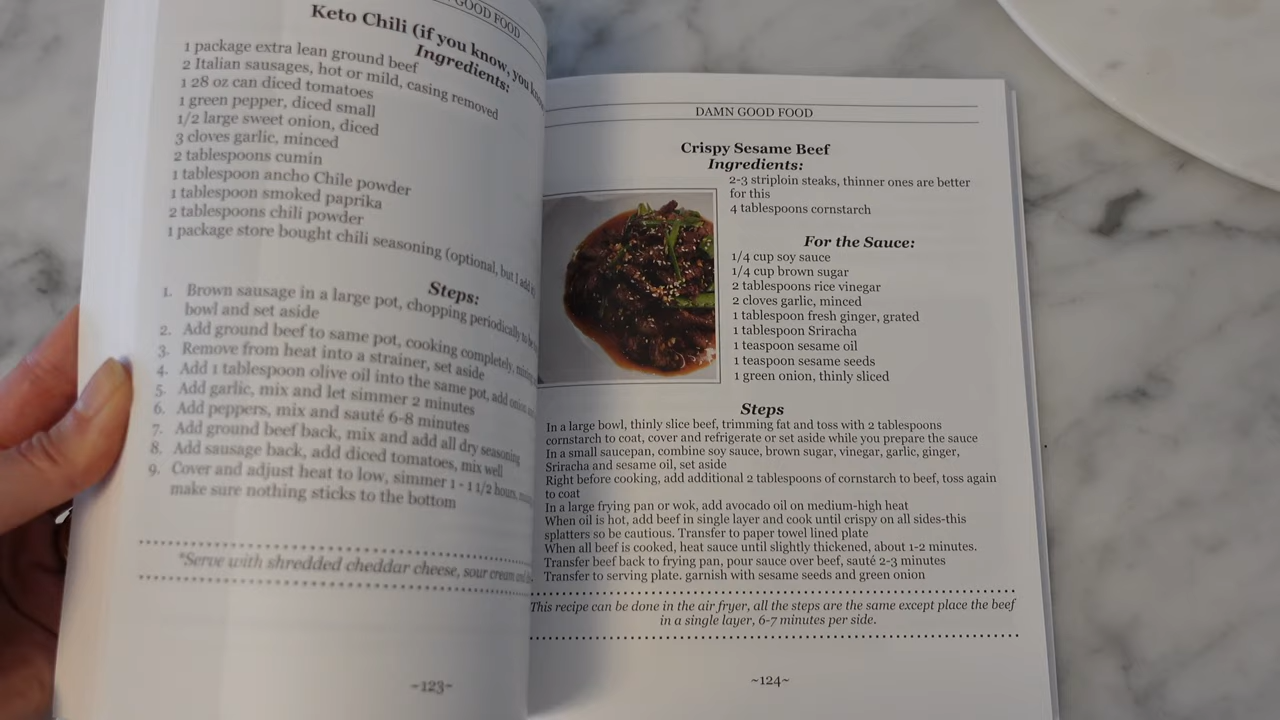 GOOD FOOD
Keto Chili (if you know, you
Ingredients:
1 package extra lean ground beef
2 Italian sausages, hot or mild, casing removed
1 28 oz can diced tomatoes
1 green pepper, diced small
1/2 large sweet onion, diced
3 cloves garlic, minced
2 tablespoons cumin
1 tablespoon ancho Chile powder
1 tablespoon smoked paprika
2 tablespoons chili powder
1 package store bought chili seasoning (optional, but I add
Steps:
1. Brown sausage in a large pot, chopping periodically to
bowl and set aside
2. Add ground beef to same pot, cooking completely,
3. Remove from heat into a strainer, set aside
4. Add 1 tablespoon olive oil into the same pot, add onion
5. Add garlic, mix and let simmer 2 minutes
6. Add peppers, mix and sauté 6-8 minutes
7. Add ground beef back, mix and add all dry seasoning
8. Add sausage back, add diced tomatoes, mix well
9. Cover and adjust heat to low, simmer 1 - 1 1/2 hours,
make sure nothing sticks to the bottom
*Serve with shredded cheddar cheese, sour cream
~123~
DAMN GOOD FOOD
Crispy Sesame Beef
Ingredients:
2-3 striploin steaks, thinner ones are better
for this
4 tablespoons cornstarch
For the Sauce:
1/4 cup soy sauce
1/4 cup brown sugar
2 tablespoons rice vinegar
2 cloves garlic, minced
1 tablespoon fresh ginger, grated
1 tablespoon Sriracha
1 teaspoon sesame oil
1 teaspoon sesame seeds
1 green onion, thinly sliced
Steps
In a large bowl, thinly slice beef, trimming fat and toss with 2 tablespoons
cornstarch to coat, cover and refrigerate or set aside while you prepare the sauce
In a small saucepan, combine soy sauce, brown sugar, vinegar, garlic, ginger,
Sriracha and sesame oil, set aside
Right before cooking, add additional 2 tablespoons of cornstarch to beef, toss again
to coat
In a large frying pan or wok, add avocado oil on medium-high heat
When oil is hot, add beef in single layer and cook until crispy on all sides-this
splatters so be cautious. Transfer to paper towel lined plate
When all beef is cooked, heat sauce until slightly thickened, about 1-2 minutes.
Transfer beef back to frying pan, pour sauce over beef, sauté 2-3 minutes
Transfer to serving plate. garnish with sesame seeds and green onion
This recipe can be done in the air fryer, all the steps are the same except place the beef
in a single layer, 6-7 minutes per side.
~124~